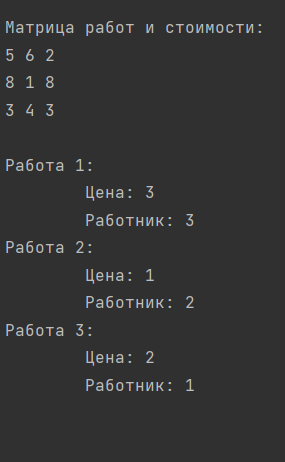 Матрица работ и стоимости:
5 6 2
8 1 8
3 4 3
Работа 1:
Цена: 3
Работник: 3
Работа 2:
Цена: 1
Работник: 2
Работа 3:
Цена: 2
Работник: 1